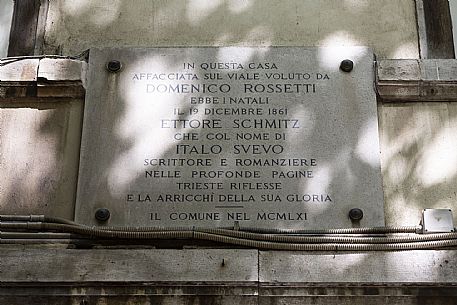 IN QUESTA CASA
AFFACCIATA SUL VIALE VOLUTO DA
DOMENICO ROSSETTI
EBBE I NATALI
IL 19 DICEMBRE 1861
ETTORE SCHMITZ
CHE COL NOME DI
ITALO SVEVO
SCRITTORE E ROMANZIERE
NELLE PROFONDE PAGINE
TRIESTE RIFLESSE
E LA ARRICCHÌ DELLA SUA GLORIA
IL COMUNE NEL MCMLXI